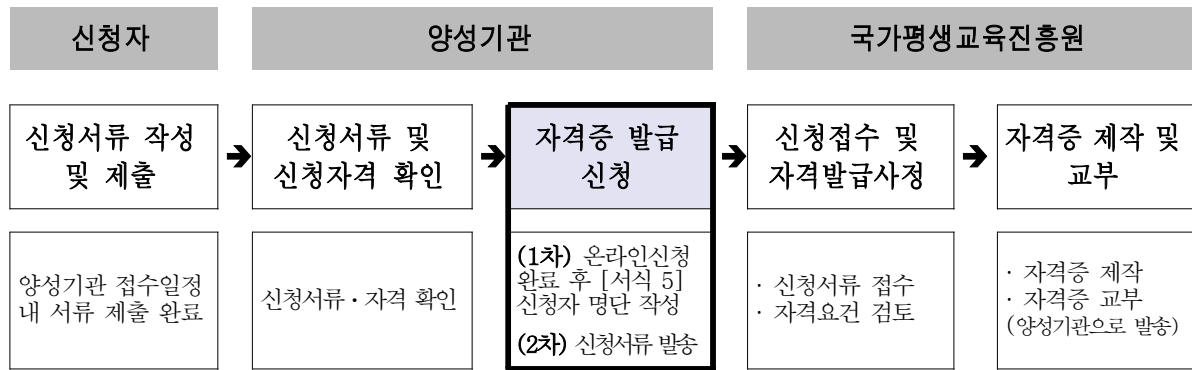 신청자
양성기관
국가평생교육진흥원
신청서류 작성
및 제출
➔
신청서류 및
신청자격 확인
➔
자격증 발급
신청
➔
신청접수 및
자격발급사정
➔
자격증 제작 및
교부
양성기관 접수일정
내 서류 제출 완료
신청서류・자격 확인
(1차) 온라인신청
완료 후 [서식 5]
신청자 명단 작성
(2차) 신청서류 발송
· 신청서류 접수
· 자격요건 검토
· 자격증 제작
· 자격증 교부
(양성기관으로 발송)